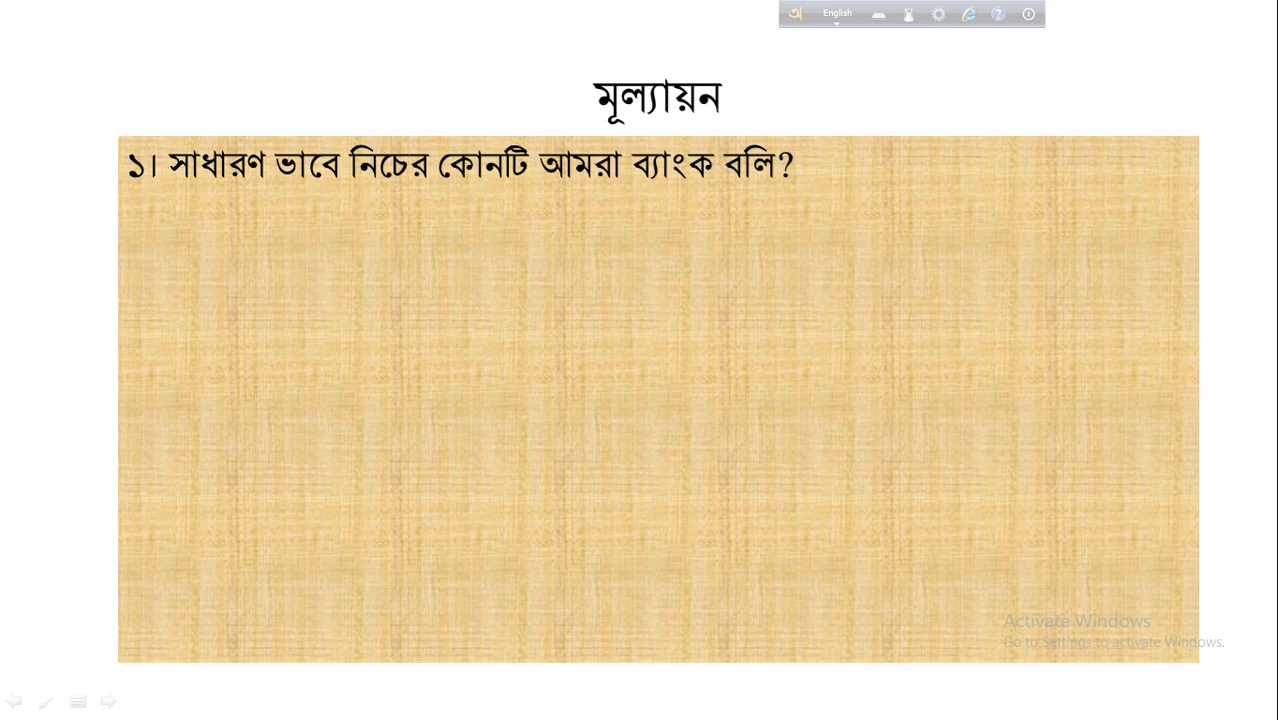 অ English
মূল্যায়ন
১। সাধারণ ভাবে নিচের কোনটি আমরা ব্যাংক বলি?
Activate Windows
Go to Settings to activate Windows.